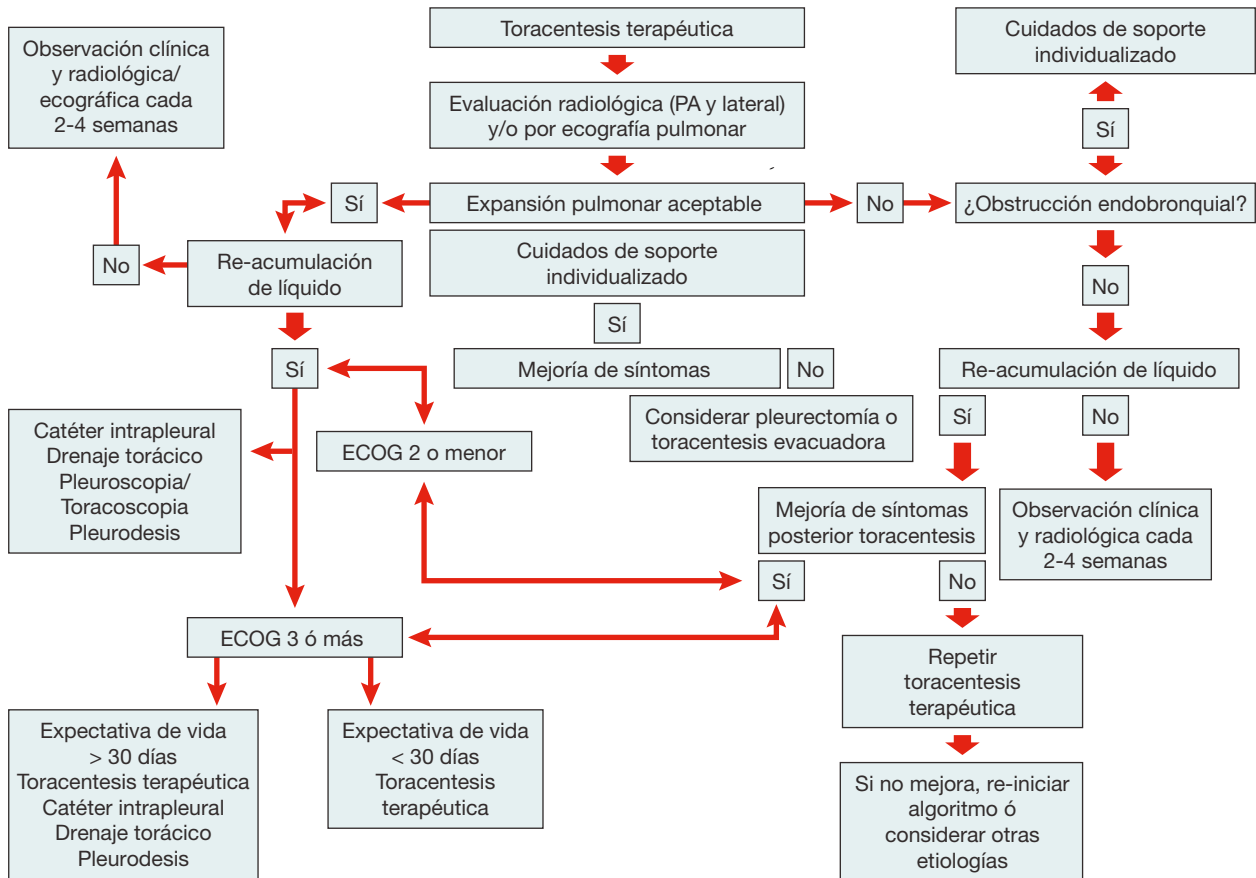 Toracentesis terapéutica
Evaluación radiológica (PA y lateral)
y/o por ecografía pulmonar
Expansión pulmonar aceptable
Sí
No
Observación clínica
y radiológica/
ecográfica cada
2-4 semanas
No
Re-acumulación
de líquido
Sí
Catéter intrapleural
Drenaje torácico
Pleuroscopia/
Toracoscopia
Pleurodesis
ECOG 2 o menor
ECOG 3 ó más
Expectativa de vida
> 30 días
Toracentesis terapéutica
Catéter intrapleural
Drenaje torácico
Pleurodesis
Expectativa de vida
< 30 días
Toracentesis
terapéutica
Cuidados de soporte
individualizado
Sí
Mejoría de síntomas
No
Considerar pleurectomía o
toracentesis evacuadora
Cuidados de soporte
individualizado
Sí
¿Obstrucción endobronquial?
No
Re-acumulación de líquido
Sí
No
Mejoría de síntomas
posterior toracentesis
Observación clínica
y radiológica cada
2-4 semanas
Sí
No
Repetir
toracentesis
terapéutica
Si no mejora, re-iniciar
algoritmo ó
considerar otras
etiologías